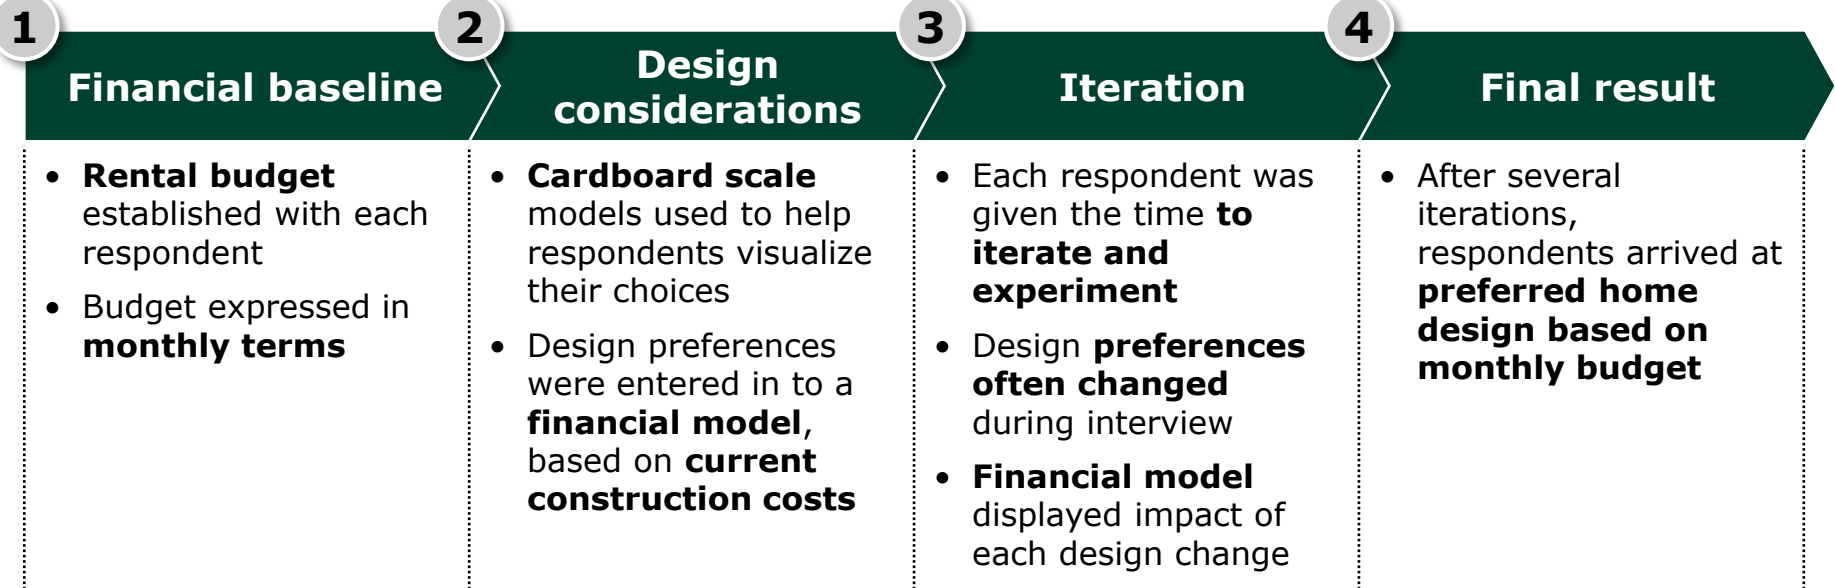 1
Financial baseline
• Rental budget
established with each
respondent
• Budget expressed in
monthly terms
2
Design
considerations
• Cardboard scale
models used to help
respondents visualize
their choices
• Design preferences
were entered in to a
financial model,
based on current
construction costs
3
Iteration
• Each respondent was
given the time to
iterate and
experiment
• Design preferences
often changed
during interview
• Financial model
displayed impact of
each design change
4
Final result
• After several
iterations,
respondents arrived at
preferred home
design based on
monthly budget